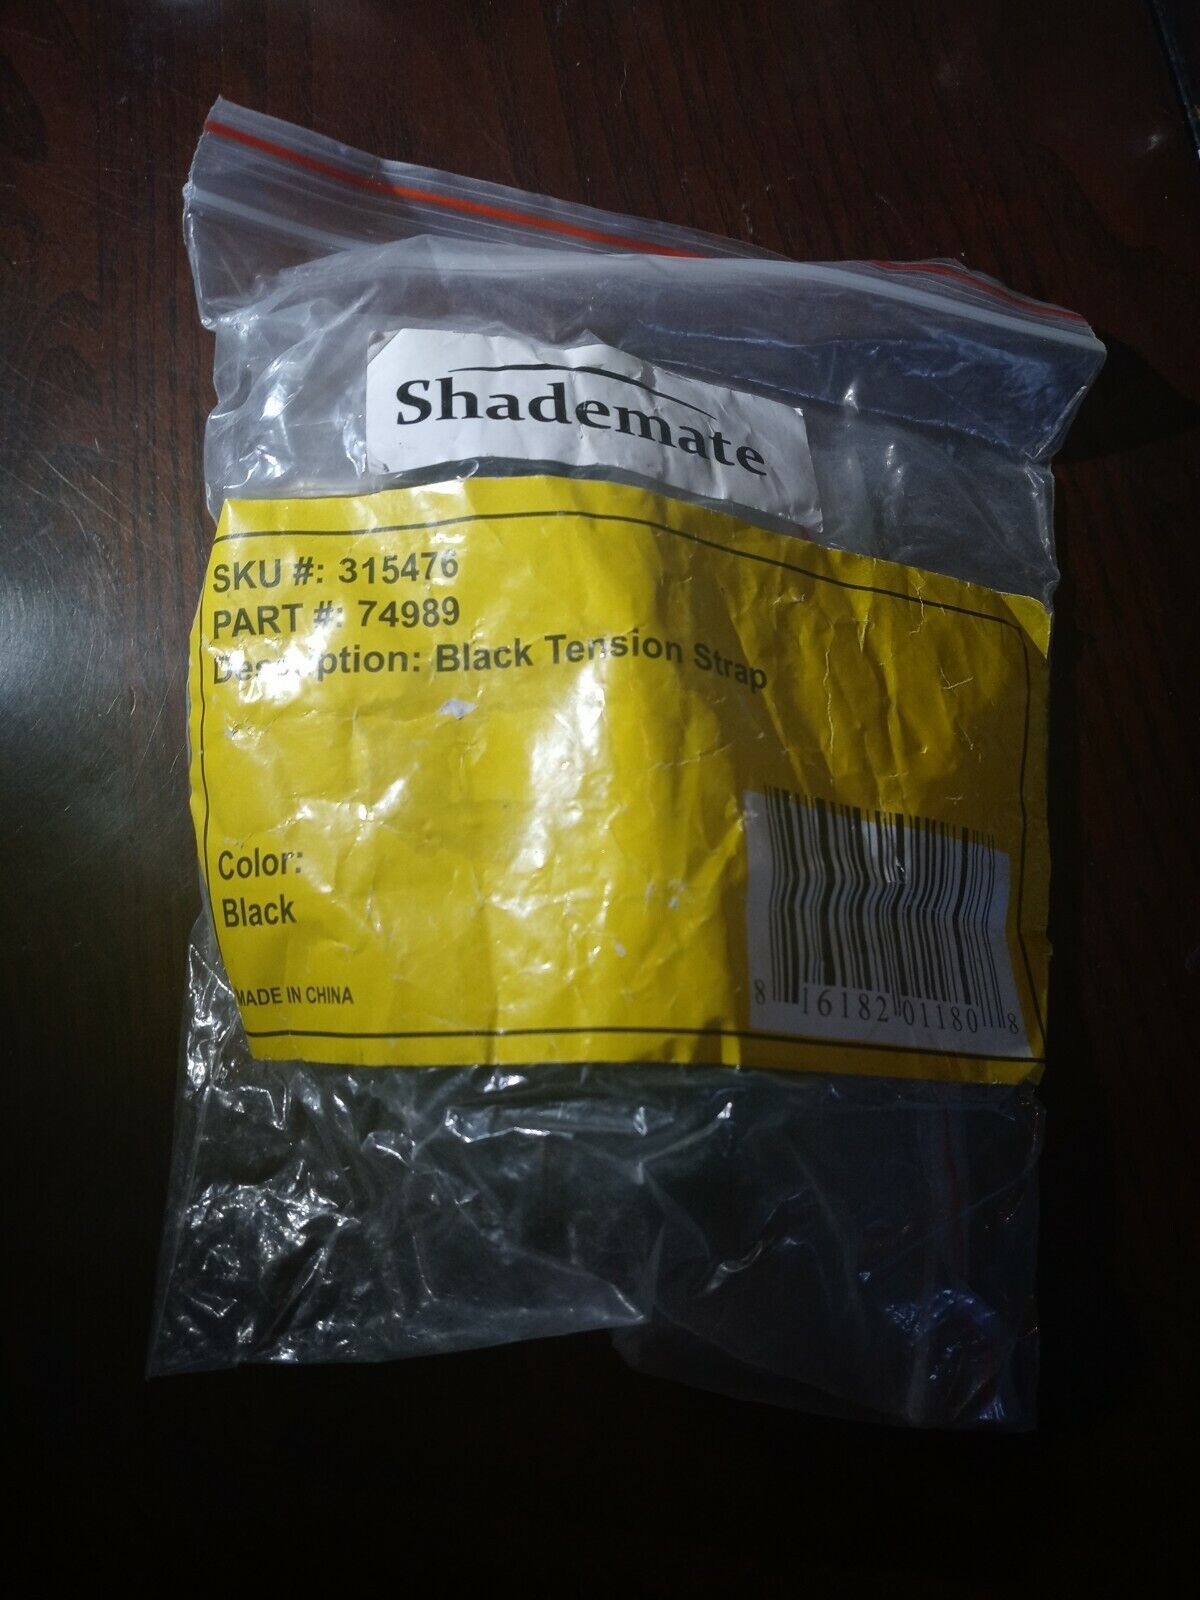 Shademate
SKU #: 315476
PART #: 74989
Description: Black Tension Strap
Color:
Black
MADE IN CHINA
8 16182 01180 8